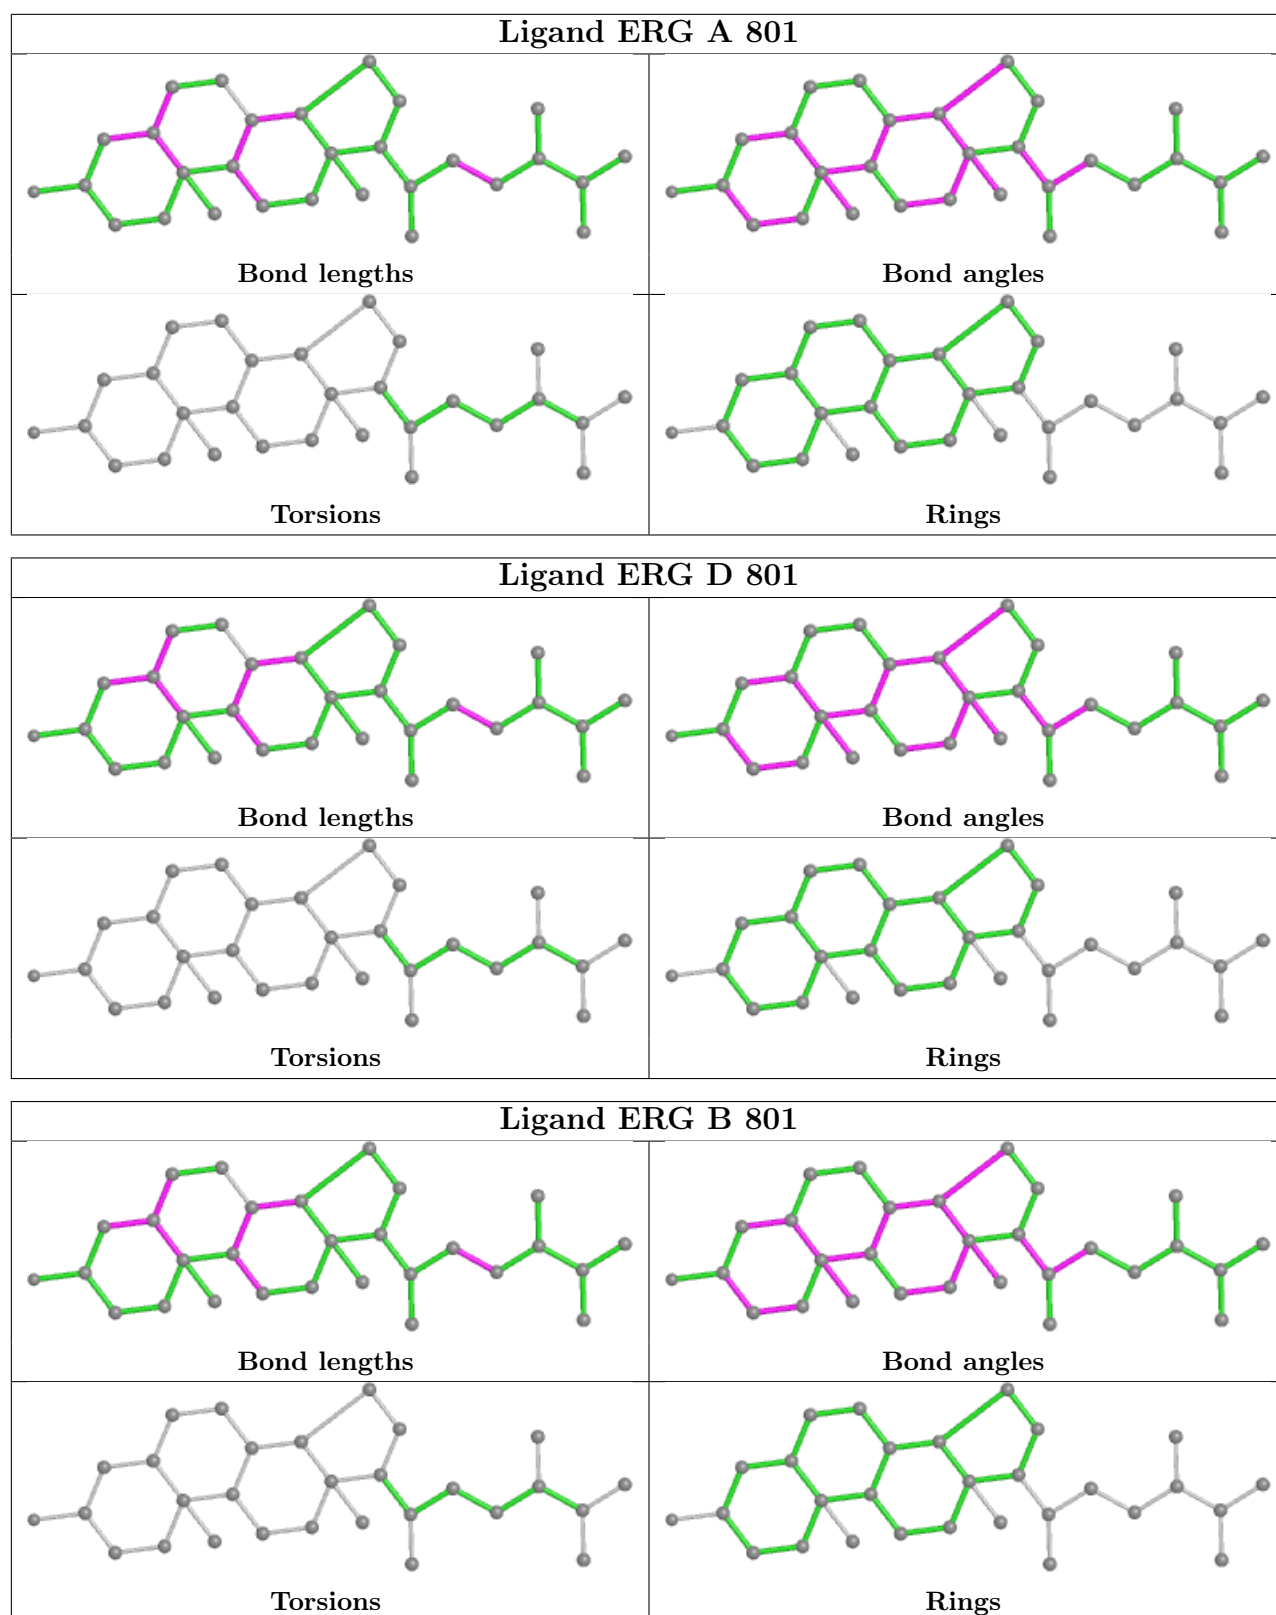 Ligand ERG A 801
Bond lengths
Bond angles
Torsions
Rings
Ligand ERG D 801
Bond lengths
Bond angles
Torsions
Rings
Ligand ERG B 801
Bond lengths
Bond angles
Torsions
Rings